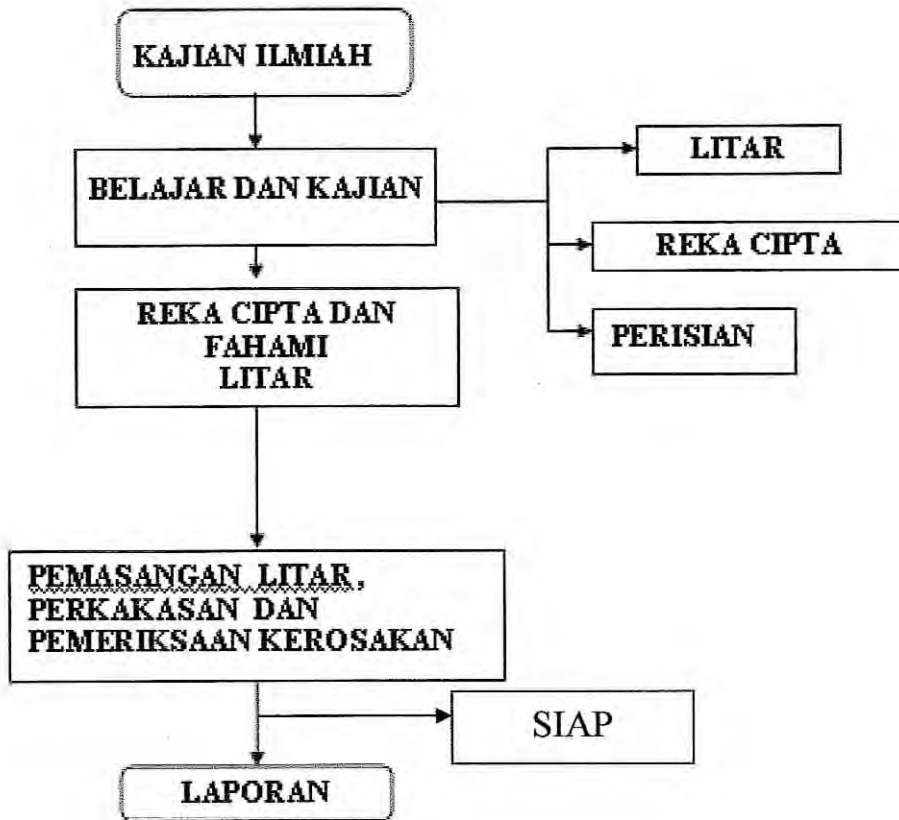 KAJIAN ILMIAH
BELAJAR DAN KAJIAN
LITAR
REKA CIPTA
PERISIAN
REKA CIPTA DAN
FAHAMI
LITAR
PEMASANGAN LITAR,
PERKAKASAN DAN
PEMERIKSAAN KEROSAKAN
SIAP
LAPORAN